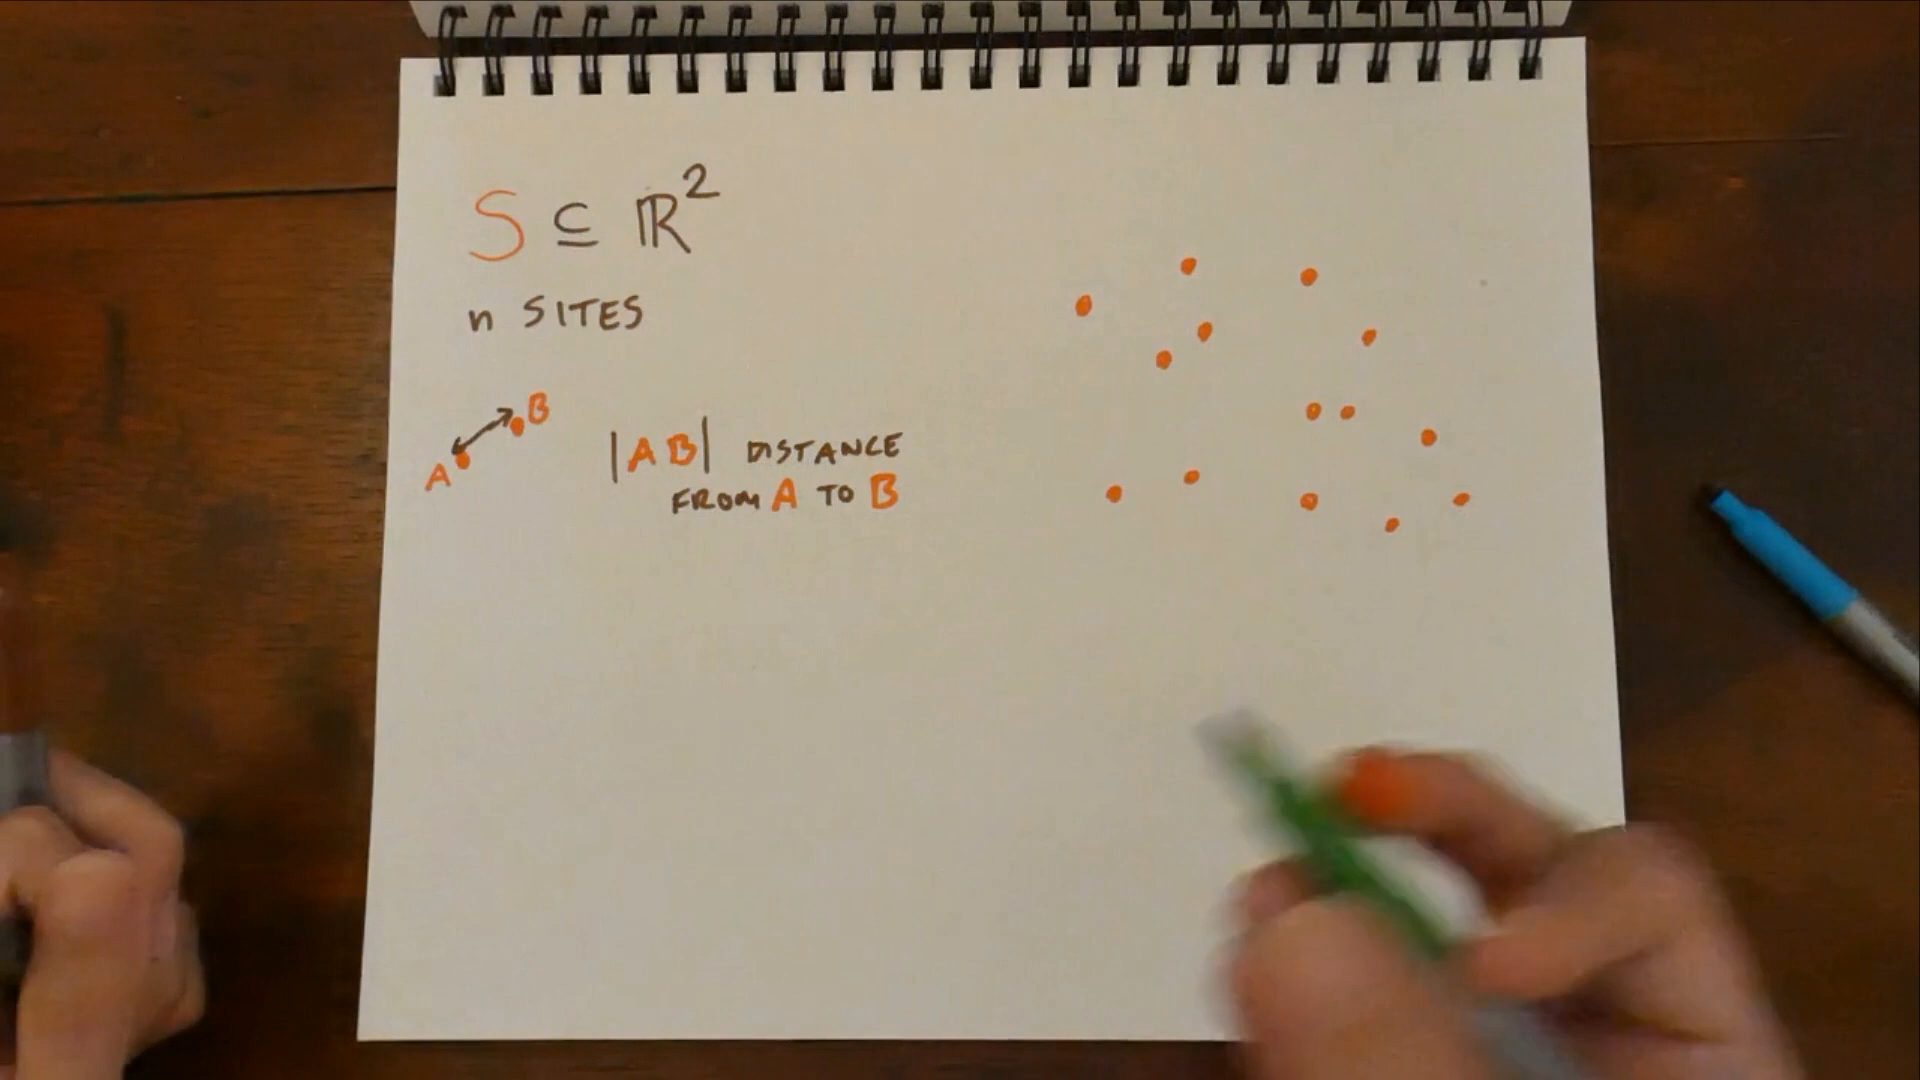 S ⊆ ℝ²
n SITES
B
A
|AB| DISTANCE
FROM A TO B